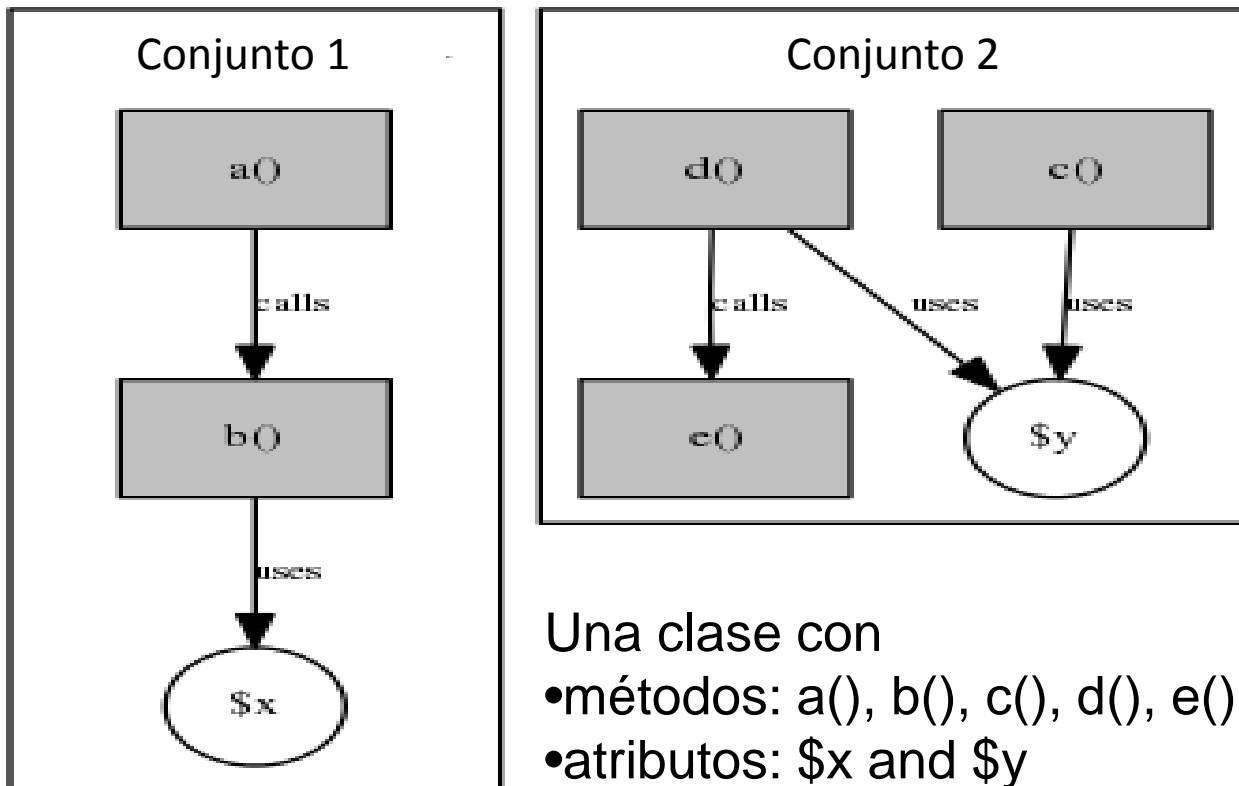 Conjunto 1
a()
calls
b()
uses
$x
Conjunto 2
d()
c()
calls
uses
uses
e()
$y
Una clase con
•métodos: a(), b(), c(), d(), e()
•atributos: $x and $y